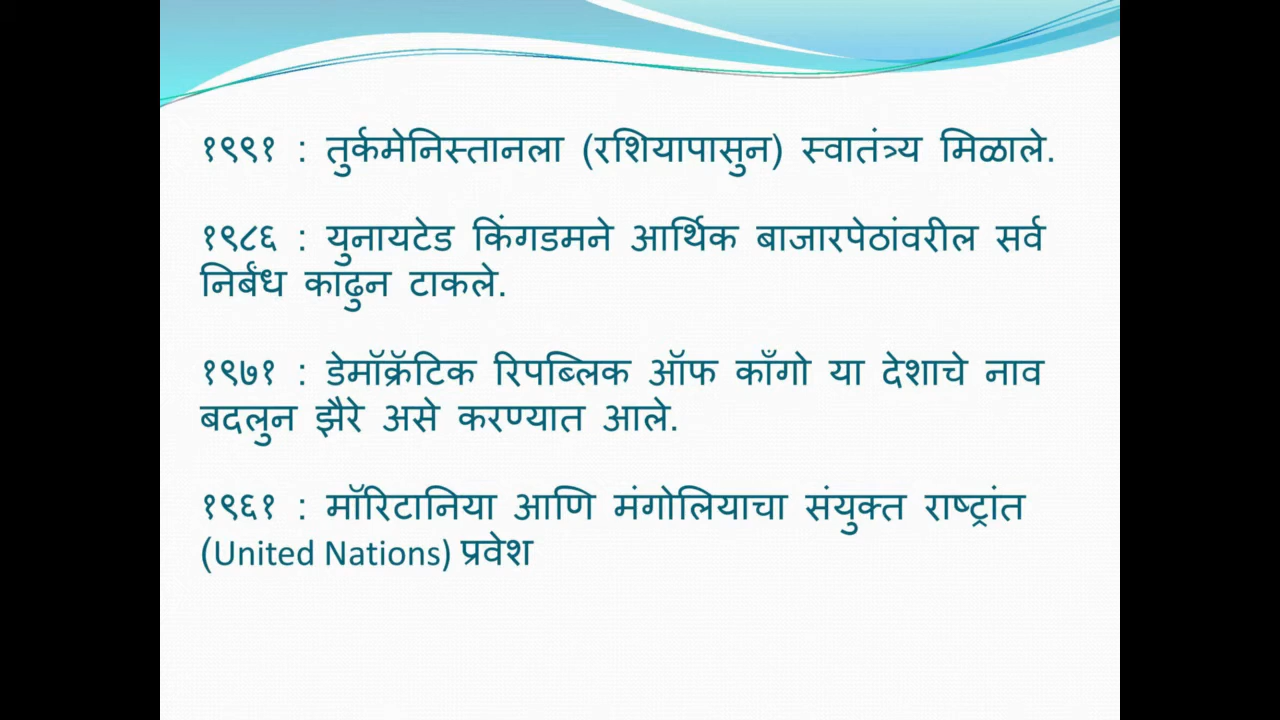 १९९१ : तुर्कमेनिस्तानला (रशियापासुन) स्वातंत्र्य मिळाले.
१९८६ : युनायटेड किंगडमने आर्थिक बाजारपेठांवरील सर्व
निर्बंध काढुन टाकले.
१९७१ : डेमॉक्रॅटिक रिपब्लिक ऑफ काँगो या देशाचे नाव
बदलुन झैरे असे करण्यात आले.
१९६१ : मॉरिटानिया आणि मंगोलियाचा संयुक्त राष्ट्रांत
(United Nations) प्रवेश